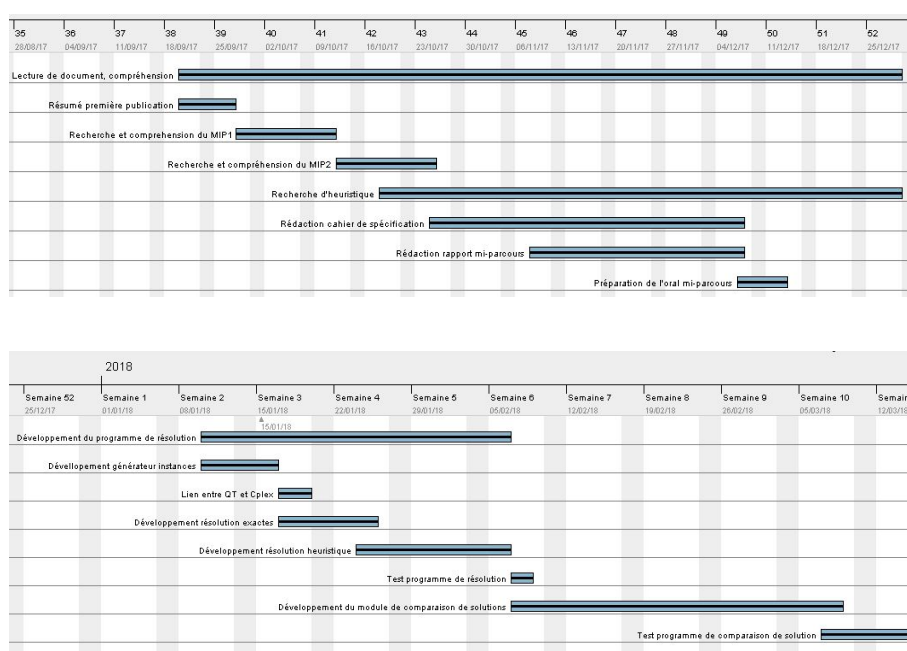 35 36 37 38 39 40 41 42 43 44 45 46 47 48 49 50 51 52
28/08/17 04/09/17 11/09/17 18/09/17 25/09/17 02/10/17 09/10/17 16/10/17 23/10/17 30/10/17 06/11/17 13/11/17 20/11/17 27/11/17 04/12/17 11/12/17 18/12/17 25/12/17
Lecture de document, compréhension
Résumé première publication
Recherche et comprehension du MIP1
Recherche et compréhension du MIP2
Recherche d'heuristique
Rédaction cahier de spécification
Rédaction rapport mi-parcours
Préparation de l'oral mi-parcours
2018
Semaine 52 Semaine 1 Semaine 2 Semaine 3 Semaine 4 Semaine 5 Semaine 6 Semaine 7 Semaine 8 Semaine 9 Semaine 10 Semain
25/12/17 01/01/18 08/01/18 15/01/18 22/01/18 29/01/18 05/02/18 12/02/18 19/02/18 26/02/18 05/03/18 12/03/18
15/01/18
Développement du programme de résolution
Dévellopement générateur instances
Lien entre QT et Cplex
Développement résolution exactes
Développement résolution heuristique
Test programme de résolution
Développement du module de comparaison de solutions
Test programme de comparaison de solution